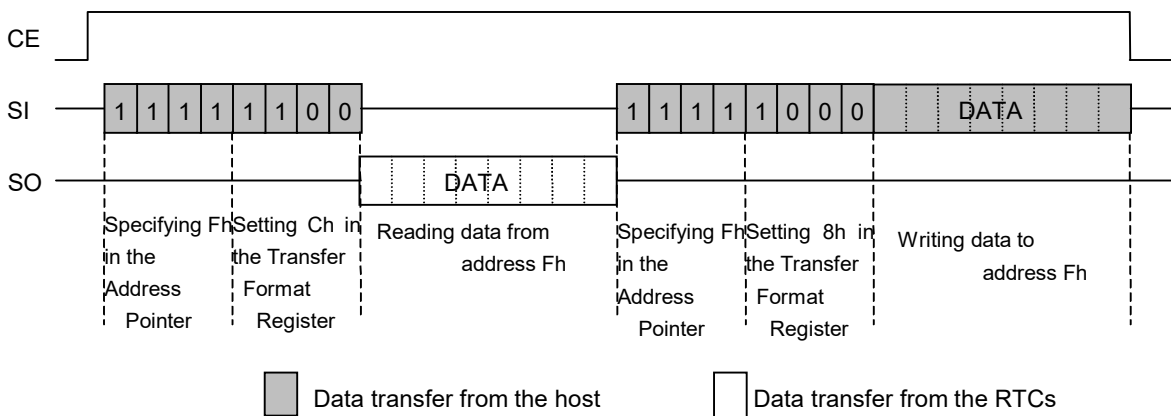 CE
SI
1 1 1 1 1 1 0 0
1 1 1 1 1 0 0 0
DATA
SO
DATA
Specifying Fh
in the
Address
Pointer
Setting Ch in
the Transfer
Format
Register
Reading data from
address Fh
Specifying Fh
in the
Address
Pointer
Setting 8h in
the Transfer
Format
Register
Writing data to
address Fh
Data transfer from the host
Data transfer from the RTCs